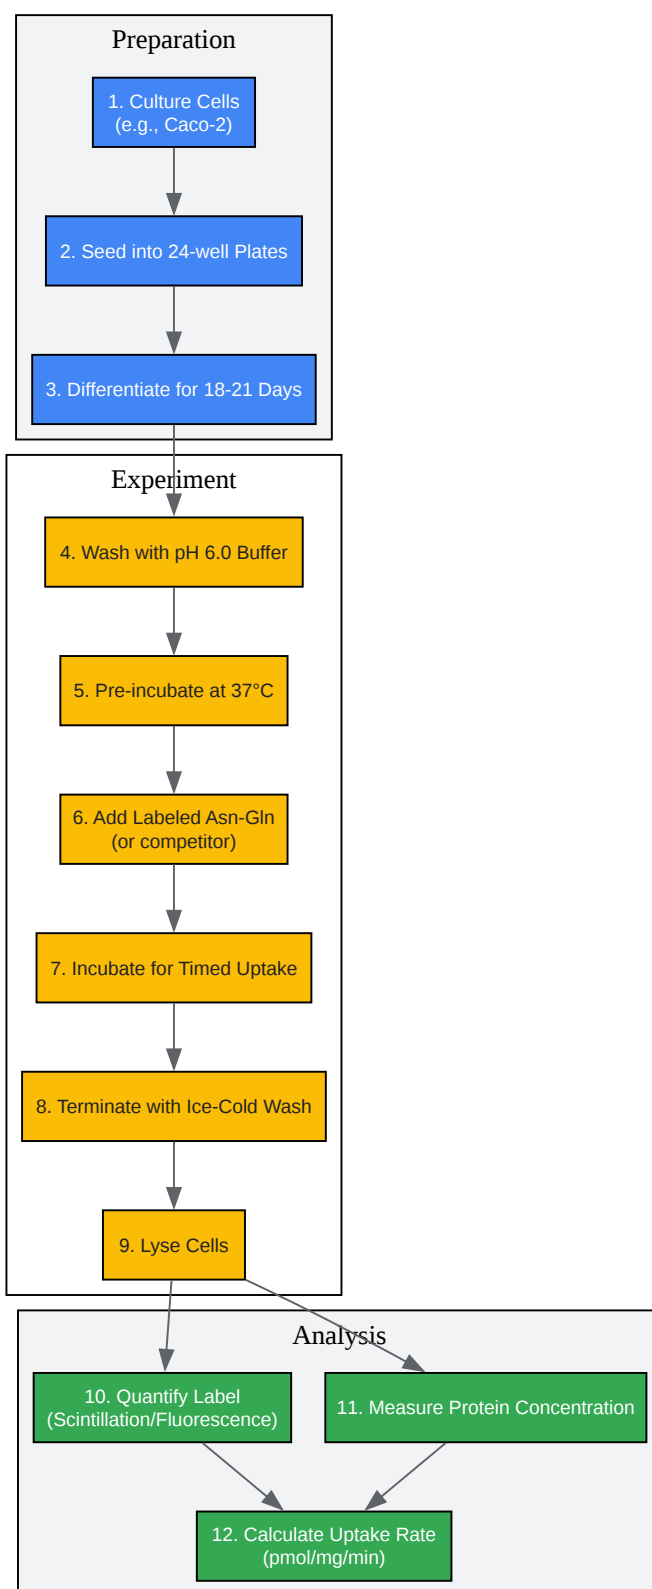 Preparation
1. Culture Cells
(e.g., Caco-2)
2. Seed into 24-well Plates
3. Differentiate for 18-21 Days
Experiment
4. Wash with pH 6.0 Buffer
5. Pre-incubate at 37°C
6. Add Labeled Asn-Gln
(or competitor)
7. Incubate for Timed Uptake
8. Terminate with Ice-Cold Wash
9. Lyse Cells
Analysis
10. Quantify Label
(Scintillation/Fluorescence)
11. Measure Protein Concentration
12. Calculate Uptake Rate
(pmol/mg/min)